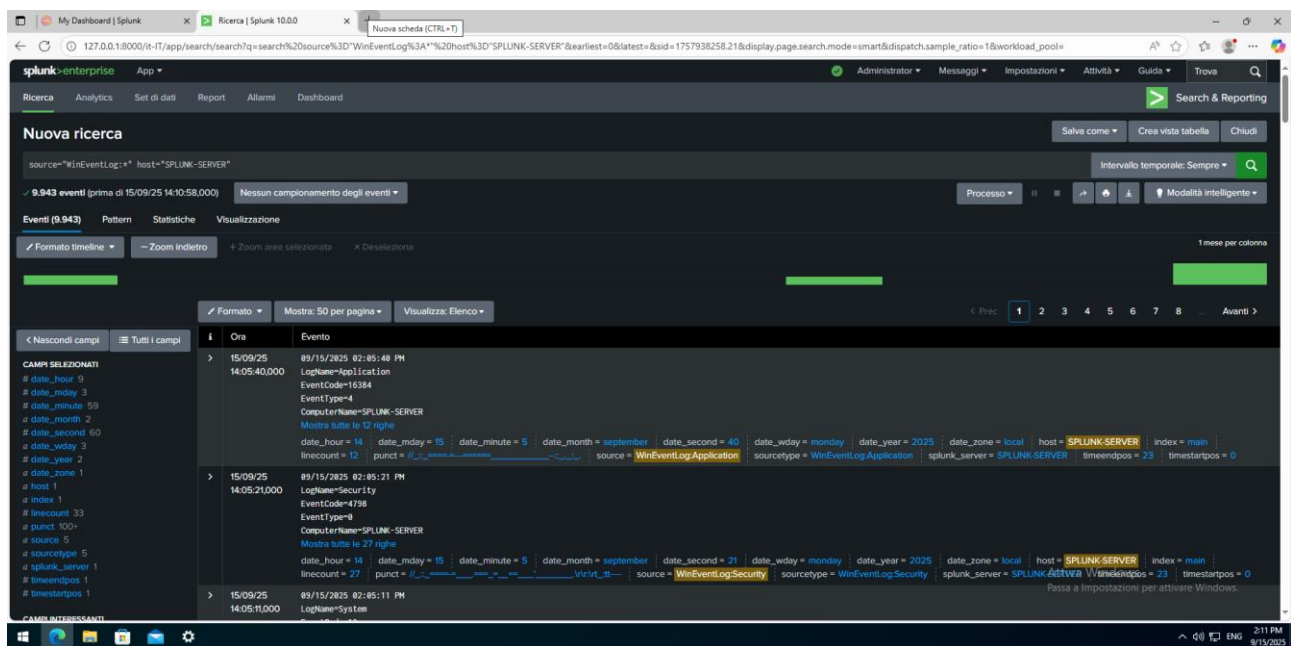 My Dashboard | Splunk
Ricerca | Splunk 10.0.0
Nuova scheda (CTRL+T)
127.0.0.1:8000/it-IT/app/search/search?q=search%20source%3D"WinEventLog%3A*"%20host%3D"SPLUNK-SERVER"&earliest=0&latest=&sid=1757938258.21&display.page.search.mode=smart&dispatch.sample_ratio=1&workload_pool=
splunk>enterprise App Administrator Messaggi Impostazioni Attività Guida Trova
Ricerca Analytics Set di dati Report Allarmi Dashboard Search & Reporting
Nuova ricerca Salva come Crea vista tabella Chiudi
source="WinEventLog:*" host="SPLUNK-SERVER" Intervallo temporale: Sempre
9.943 eventi (prima di 15/09/25 14:10:58,000) Nessun campionamento degli eventi Processo Modalità intelligente
Eventi (9.943) Pattern Statistiche Visualizzazione
Formato timeline — Zoom indietro + Zoom area selezionata × Deseleziona 1 mese per colonna
Formato Mostra: 50 per pagina Visualizza: Elenco < Prec 1 2 3 4 5 6 7 8 ... Avanti >
< Nascondi campi Tutti i campi i Ora Evento
CAMPI SELEZIONATI
# date_hour 9
# date_mday 3
# date_minute 59
a date_month 2
# date_second 60
a date_wday 3
# date_year 2
a date_zone 1
a host 1
a index 1
# linecount 33
a punct 100+
a source 5
a sourcetype 5
a splunk_server 1
# timeendpos 1
# timestartpos 1
CAMPI INTERESSANTI
> 15/09/25 14:05:40,000
09/15/2025 02:05:40 PM
LogName=Application
EventCode=16384
EventType=4
ComputerName=SPLUNK-SERVER
Mostra tutte le 12 righe
date_hour = 14 date_mday = 15 date_minute = 5 date_month = september date_second = 40 date_wday = monday date_year = 2025 date_zone = local host = SPLUNK-SERVER index = main
linecount = 12 punct = source = WinEventLog:Application sourcetype = WinEventLog:Application splunk_server = SPLUNK-SERVER timeendpos = 23 timestartpos = 0
> 15/09/25 14:05:21,000
09/15/2025 02:05:21 PM
LogName=Security
EventCode=4798
EventType=0
ComputerName=SPLUNK-SERVER
Mostra tutte le 27 righe
date_hour = 14 date_mday = 15 date_minute = 5 date_month = september date_second = 21 date_wday = monday date_year = 2025 date_zone = local host = SPLUNK-SERVER index = main
linecount = 27 punct = source = WinEventLog:Security sourcetype = WinEventLog:Security splunk_server = SPLUNK-SERVER timeendpos = 23 timestartpos = 0
Attiva Windows
Passa a Impostazioni per attivare Windows.
> 15/09/25 14:05:11,000
09/15/2025 02:05:11 PM
LogName=System
ENG 2:11 PM
9/15/2025